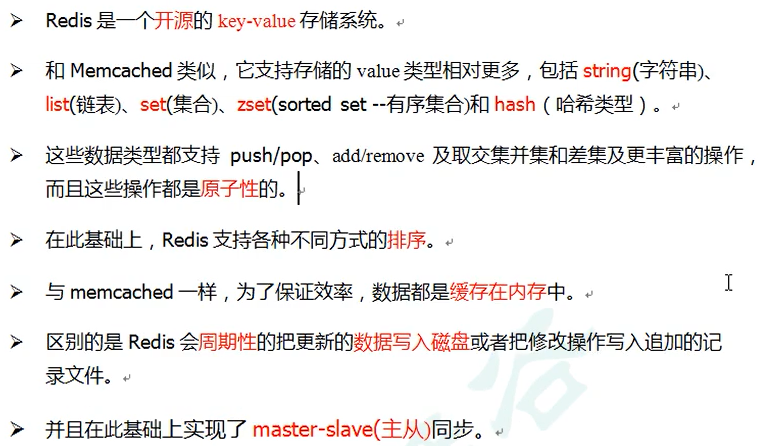 ➢ Redis 是一个开源的 key-value 存储系统。
➢ 和 Memcached 类似，它支持存储的 value 类型相对更多，包括 string(字符串)、
list(链表)、set(集合)、zset(sorted set --有序集合)和 hash（哈希类型）。
➢ 这些数据类型都支持 push/pop、add/remove 及取交集并集和差集及更丰富的操作，
而且这些操作都是原子性的。
➢ 在此基础上，Redis 支持各种不同方式的排序。
➢ 与 memcached 一样，为了保证效率，数据都是缓存在内存中。
➢ 区别的是 Redis 会周期性的把更新的数据写入磁盘或者把修改操作写入追加的记
录文件。
➢ 并且在此基础上实现了 master-slave(主从)同步。